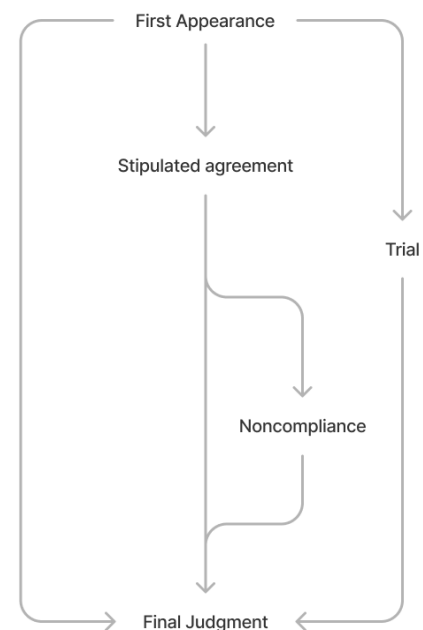 First Appearance
Stipulated agreement
Trial
Noncompliance
Final Judgment